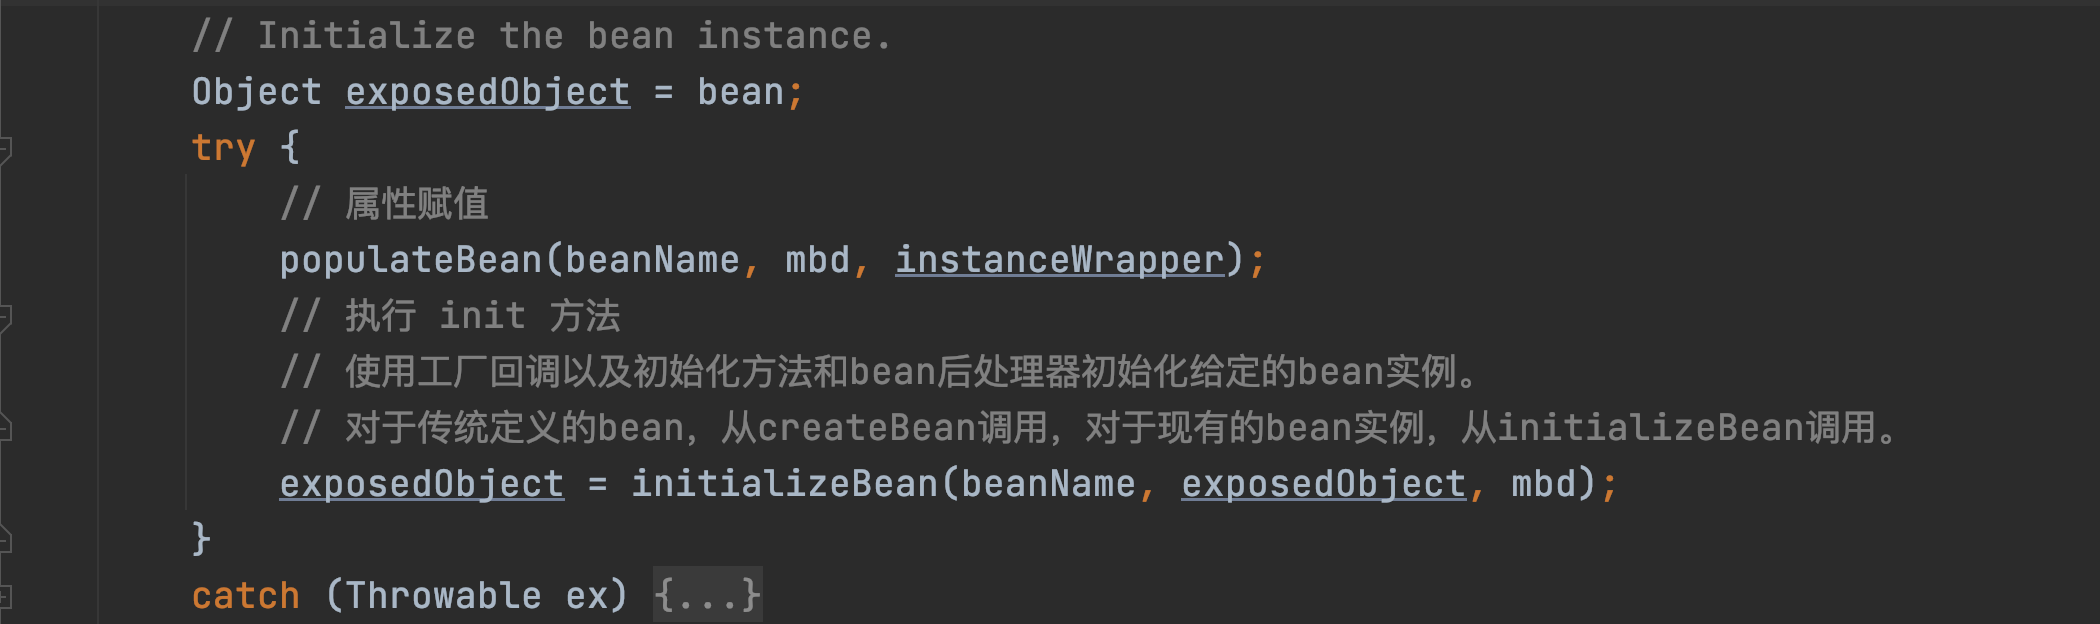 // Initialize the bean instance.
Object exposedObject = bean;
try {
// 属性赋值
populateBean(beanName, mbd, instanceWrapper);
// 执行 init 方法
// 使用工厂回调以及初始化方法和bean后处理器初始化给定的bean实例。
// 对于传统定义的bean，从createBean调用，对于现有的bean实例，从initializeBean调用。
exposedObject = initializeBean(beanName, exposedObject, mbd);
}
catch (Throwable ex) {...}